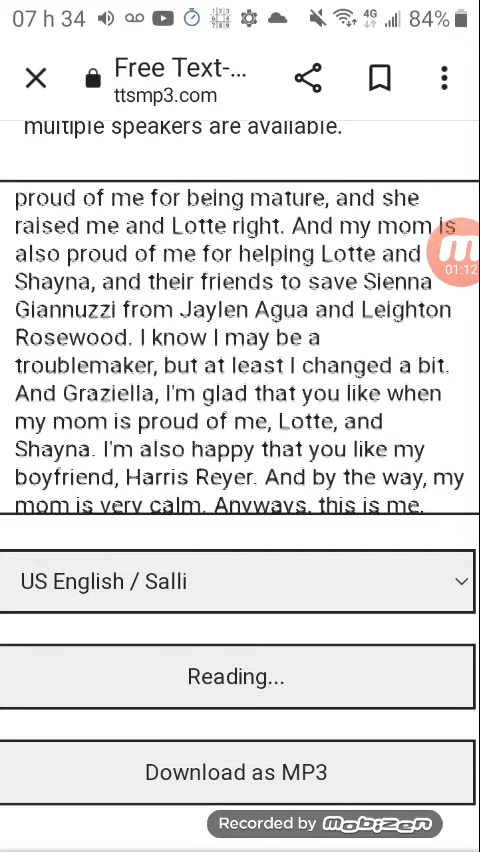 07 h 34 4G 84%
Free Text-...
ttsmp3.com
multiple speakers are available.
proud of me for being mature, and she
raised me and Lotte right. And my mom is
also proud of me for helping Lotte and
Shayna, and their friends to save Sienna
Giannuzzi from Jaylen Agua and Leighton
Rosewood. I know I may be a
troublemaker, but at least I changed a bit.
And Graziella, I'm glad that you like when
my mom is proud of me, Lotte, and
Shayna. I'm also happy that you like my
boyfriend, Harris Reyer. And by the way, my
mom is very calm. Anyways, this is me,
01:12
US English / Salli
Reading...
Download as MP3
Recorded by mobizen